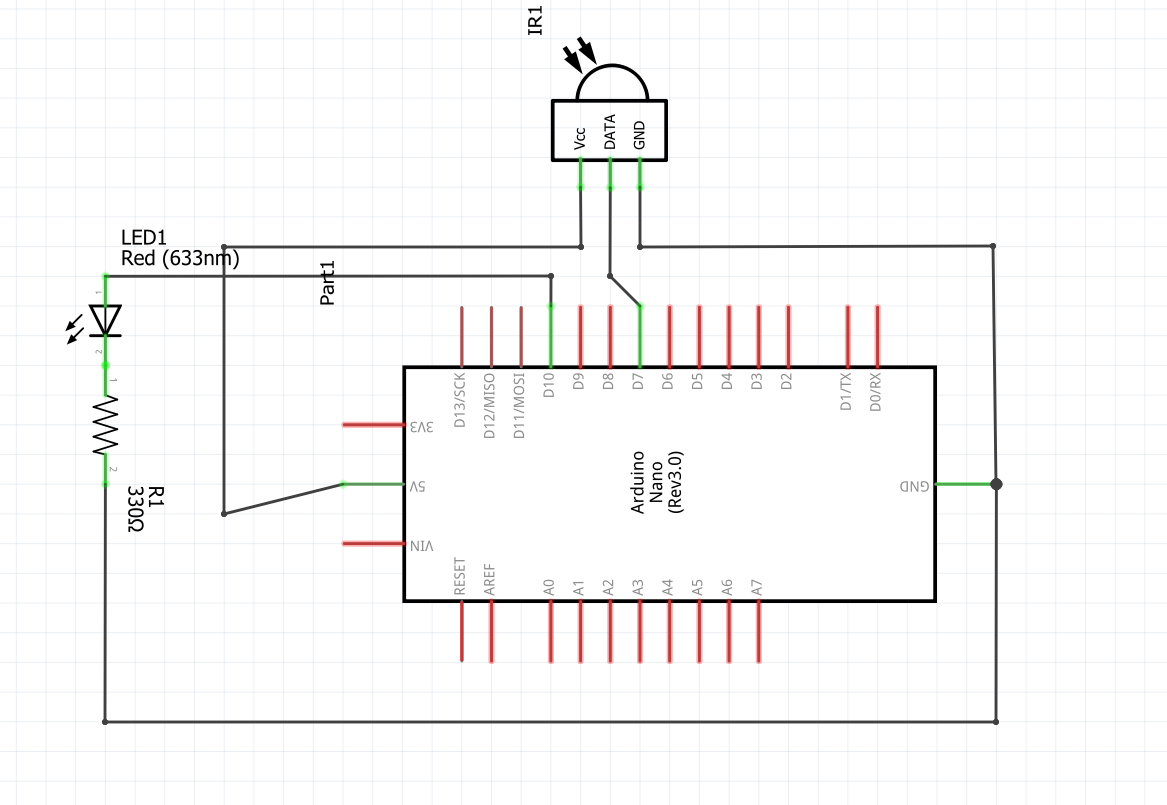 IR1
Vcc
DATA
GND
LED1
Red (633nm)
Part1
1
2
1
2
R1
330Ω
D13/SCK
D12/MISO
D11/MOSI
D10
D9
D8
D7
D6
D5
D4
D3
D2
D1/TX
D0/RX
3V3
5V
VIN
Arduino
Nano
(Rev3.0)
GND
RESET
AREF
A0
A1
A2
A3
A4
A5
A6
A7